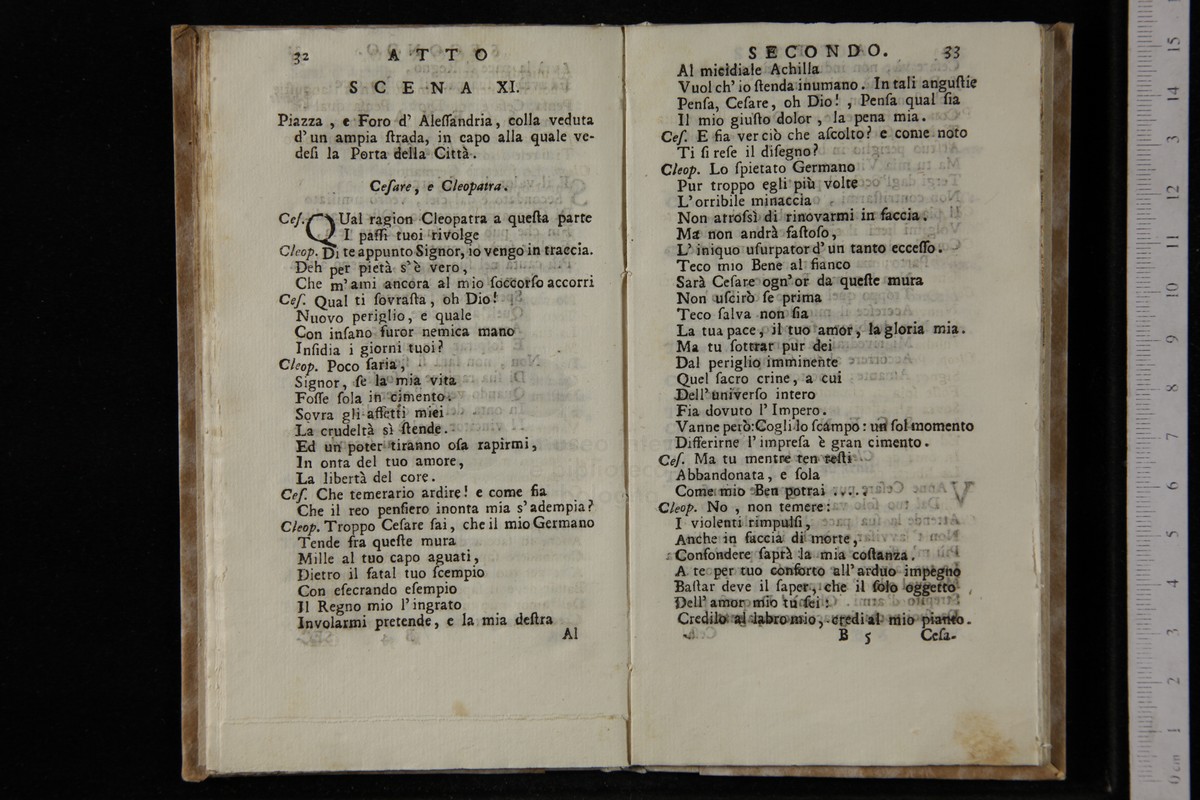 32 ATTO
SCENA XI.
Piazza , e Foro d' Aleſſandria, colla veduta
d'un ampia ſtrada, in capo alla quale ve-
deſi la Porta della Città.
Ceſare, e Cleopatra.
Ceſ. QUal ragion Cleopatra a queſta parte
I paſſi tuoi rivolge
Cleop. Di te appunto Signor, io vengo in traccia.
Deh per pietà s'è vero,
Che m'ami ancora al mio ſoccorſo accorri
Ceſ. Qual ti ſovraſta, oh Dio!
Nuovo periglio, e quale
Con inſano furor nemica mano
Inſidia i giorni tuoi?
Cleop. Poco ſaria,
Signor, ſe la mia vita
Foſſe ſola in cimento.
Sovra gli affetti miei
La crudeltà sì ſtende.
Ed un poter tiranno oſa rapirmi,
In onta del tuo amore,
La libertà del core.
Ceſ. Che temerario ardire! e come fia
Che il reo penſiero inonta mia s'adempia?
Cleop. Troppo Ceſare fai, che il mio Germano
Tende fra queſte mura
Mille al tuo capo aguati,
Dietro il fatal tuo ſcempio
Con eſecrando eſempio
Il Regno mio l'ingrato
Involarmi pretende, e la mia deſtra
Al
SECONDO. 33
Al micidiale Achilla
Vuol ch' io ſtenda inumano. In tali anguſtie
Penſa, Ceſare, oh Dio! , Penſa qual ſia
Il mio giuſto dolor , la pena mia.
Ceſ. E fia ver ciò che aſcolto? e come noto
Ti ſi reſe il diſegno?
Cleop. Lo ſpietato Germano
Pur troppo egli più volte
L'orribile minaccia
Non arroſsì di rinovarmi in faccia.
Ma non andrà faſtoſo,
L' iniquo uſurpator d' un tanto ecceſſo.
Teco mio Bene al fianco
Sarà Ceſare ogn'or da queſte mura
Non uſcirò ſe prima
Teco ſalva non ſia
La tua pace, il tuo amor, la gloria mia.
Ma tu ſottrar pur dei
Dal periglio imminente
Quel ſacro crine, a cui
Dell' univerſo intero
Fia dovuto l' Impero.
Vanne però: Cogli lo ſcampo: un ſol momento
Differirne l' impreſa è gran cimento.
Ceſ. Ma tu mentre ten reſti
Abbandonata, e ſola
Come mio Ben potrai .....
Cleop. No , non temere:
I violenti rimpulſi,
Anche in faccia di morte,
Confondere ſaprà la mia coſtanza.
A te per tuo conforto all' arduo impegno
Baſtar deve il ſaper, che il ſolo oggetto
Dell' amor mio tu ſei:
Credilo al labro mio, credi al mio pianto.
B 5 Ceſa-